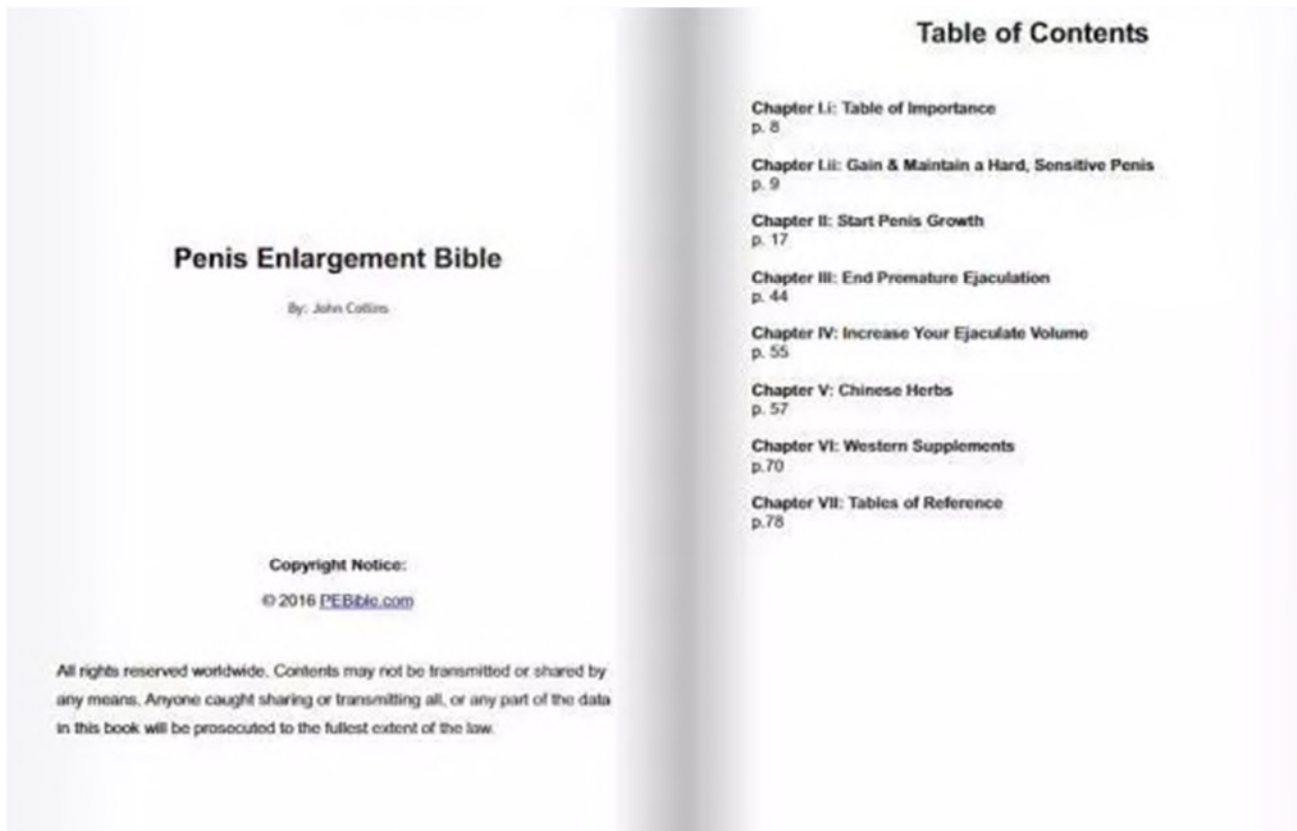 Penis Enlargement Bible
By: John Collins
Copyright Notice:
© 2016 PEBible.com
All rights reserved worldwide. Contents may not be transmitted or shared by
any means. Anyone caught sharing or transmitting all, or any part of the data
in this book will be prosecuted to the fullest extent of the law.
Table of Contents
Chapter I.i: Table of Importance
p. 8
Chapter I.ii: Gain & Maintain a Hard, Sensitive Penis
p. 9
Chapter II: Start Penis Growth
p. 17
Chapter III: End Premature Ejaculation
p. 44
Chapter IV: Increase Your Ejaculate Volume
p. 55
Chapter V: Chinese Herbs
p. 57
Chapter VI: Western Supplements
p.70
Chapter VII: Tables of Reference
p.78